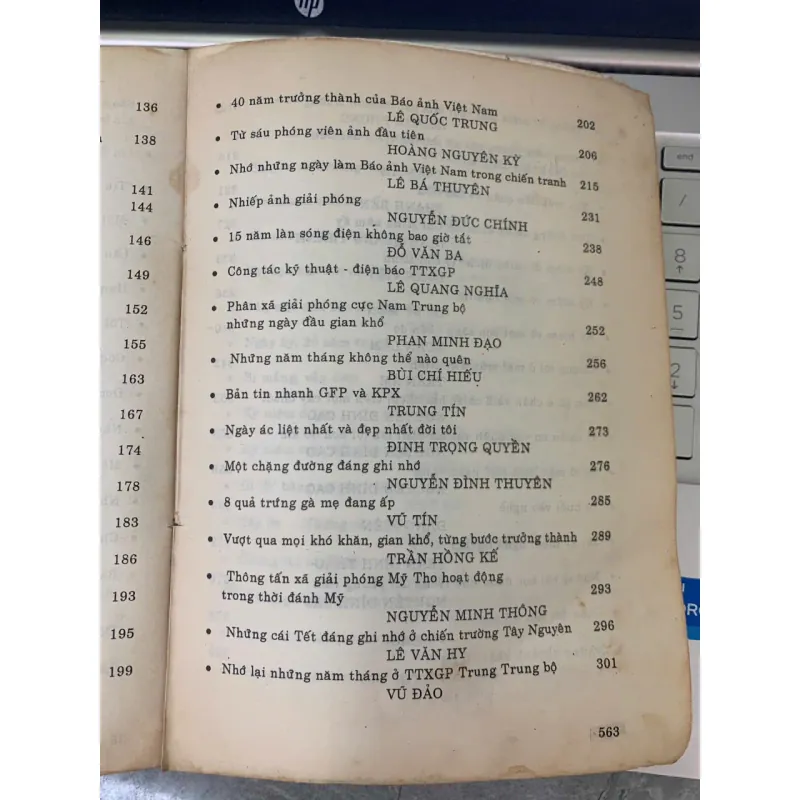 hp
136
138
141
144
146
149
152
155
163
167
174
178
183
186
193
195
199
• 40 năm trưởng thành của Báo ảnh Việt Nam 202
LÊ QUỐC TRUNG
• Từ sáu phóng viên ảnh đầu tiên 206
HOÀNG NGUYÊN KỲ
• Nhớ những ngày làm Báo ảnh Việt Nam trong chiến tranh 215
LÊ BÁ THUYÊN
• Nhiếp ảnh giải phóng 231
NGUYỄN ĐỨC CHÍNH
• 15 năm làn sóng điện không bao giờ tắt 238
ĐỖ VĂN BA
• Công tác kỹ thuật - điện báo TTXGP 248
LÊ QUANG NGHĨA
• Phân xã giải phóng cực Nam Trung bộ
những ngày đầu gian khổ 252
PHAN MINH ĐẠO
• Những năm tháng không thể nào quên 256
BÙI CHÍ HIẾU
• Bản tin nhanh GFP và KPX 262
TRUNG TÍN
• Ngày ác liệt nhất và đẹp nhất đời tôi 273
ĐINH TRỌNG QUYỀN
• Một chặng đường đáng ghi nhớ 276
NGUYỄN ĐÌNH THUYÊN
• 8 quả trứng gà mẹ đang ấp 285
VŨ TÍN
• Vượt qua mọi khó khăn, gian khổ, từng bước trưởng thành 289
TRẦN HỒNG KẾ
• Thông tấn xã giải phóng Mỹ Tho hoạt động
trong thời đánh Mỹ 293
NGUYỄN MINH THÔNG
• Những cái Tết đáng ghi nhớ ở chiến trường Tây Nguyên 296
LÊ VĂN HY
• Nhớ lại những năm tháng ở TTXGP Trung Trung bộ 301
VŨ ĐẢO
563
end
/
8
5
2